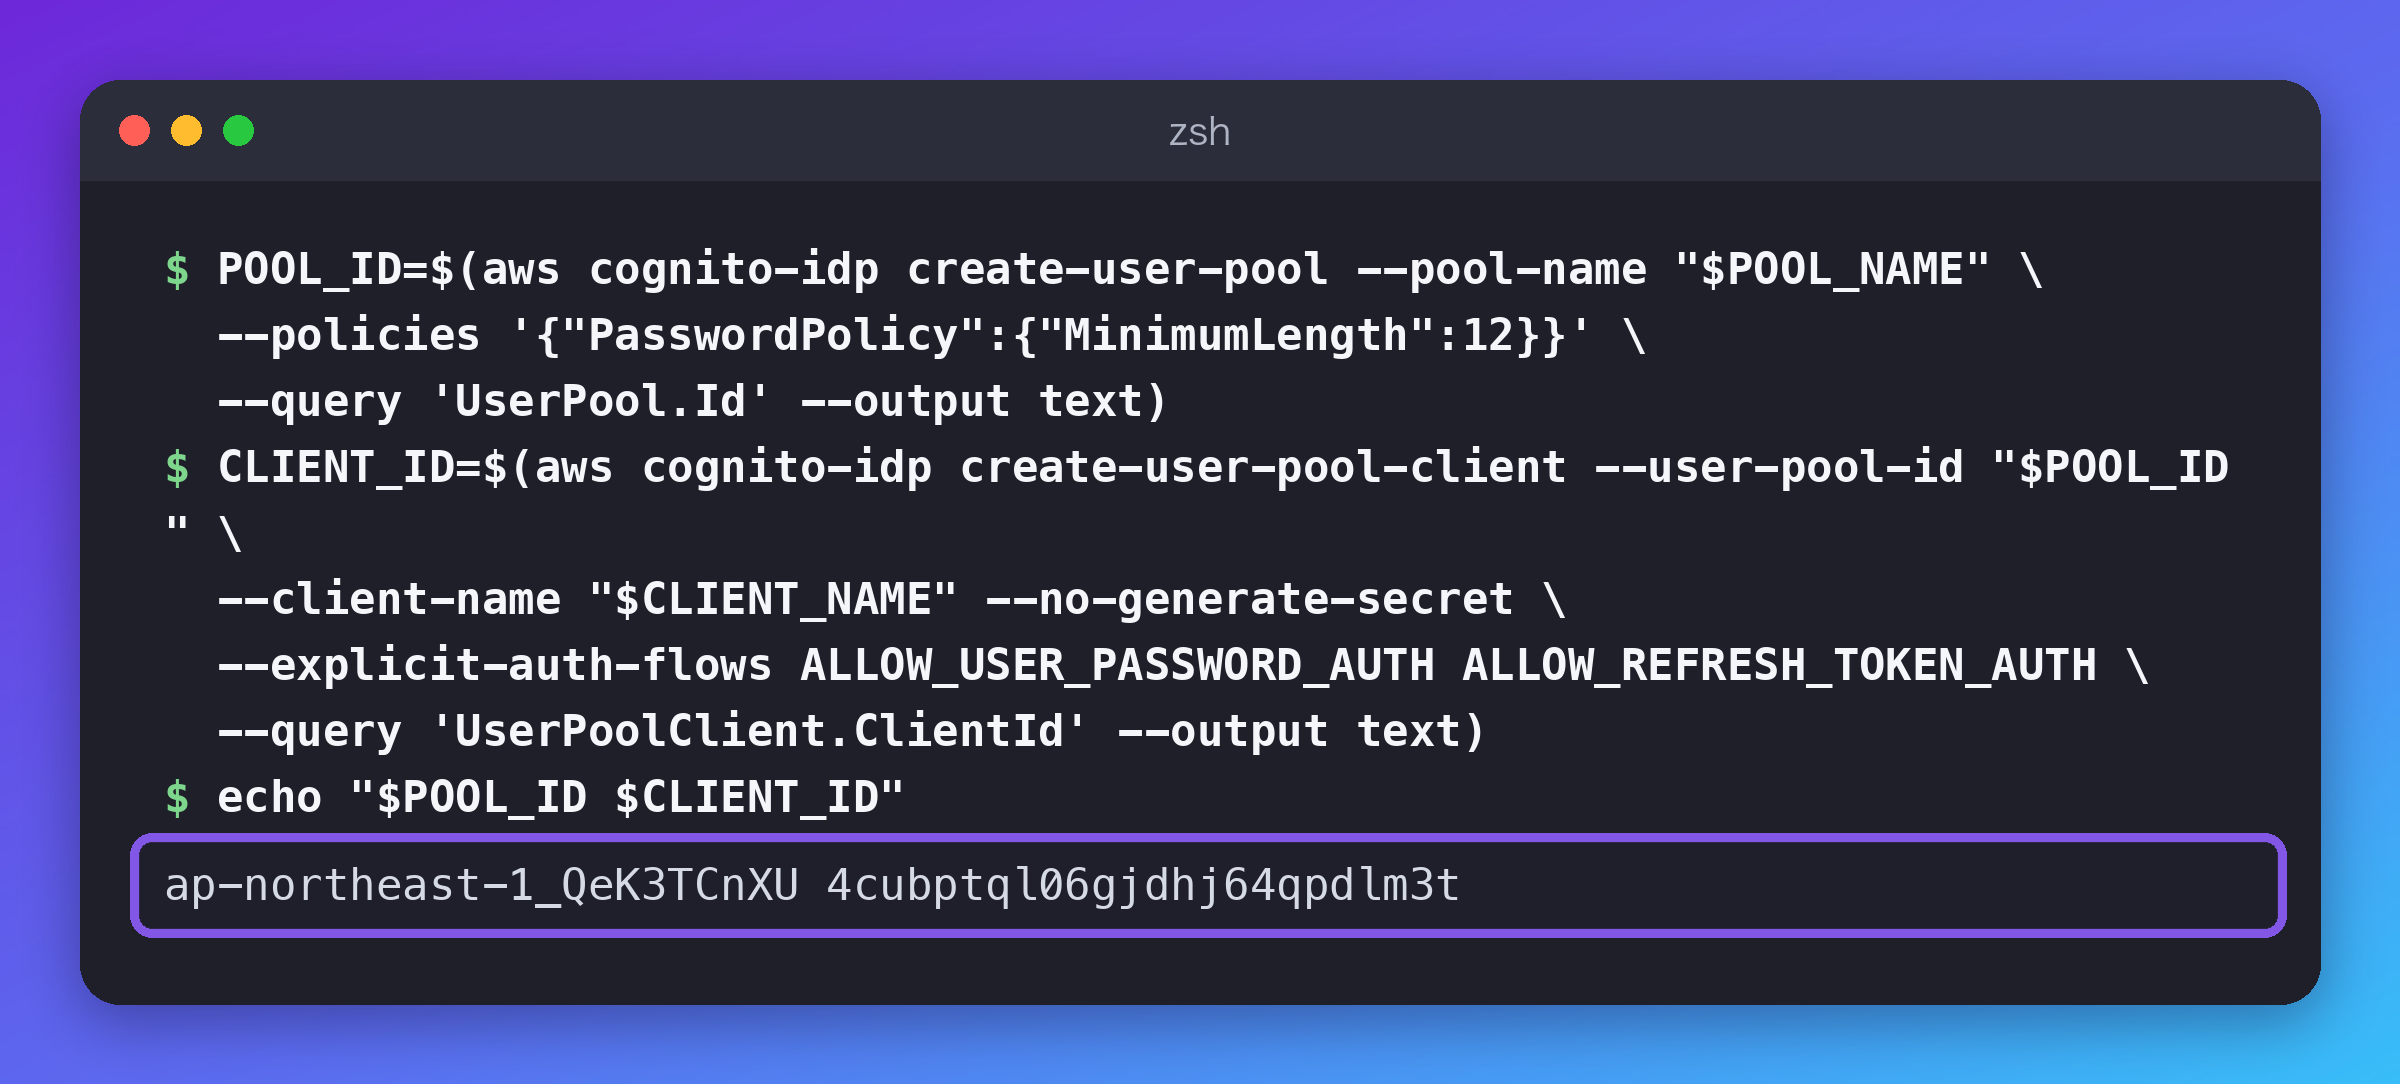 zsh
$ POOL_ID=$(aws cognito-idp create-user-pool --pool-name "$POOL_NAME" \
  --policies '{"PasswordPolicy":{"MinimumLength":12}}' \
  --query 'UserPool.Id' --output text)
$ CLIENT_ID=$(aws cognito-idp create-user-pool-client --user-pool-id "$POOL_ID
" \
  --client-name "$CLIENT_NAME" --no-generate-secret \
  --explicit-auth-flows ALLOW_USER_PASSWORD_AUTH ALLOW_REFRESH_TOKEN_AUTH \
  --query 'UserPoolClient.ClientId' --output text)
$ echo "$POOL_ID $CLIENT_ID"
ap-northeast-1_QeK3TCnXU 4cubptql06gjdhj64qpdlm3t